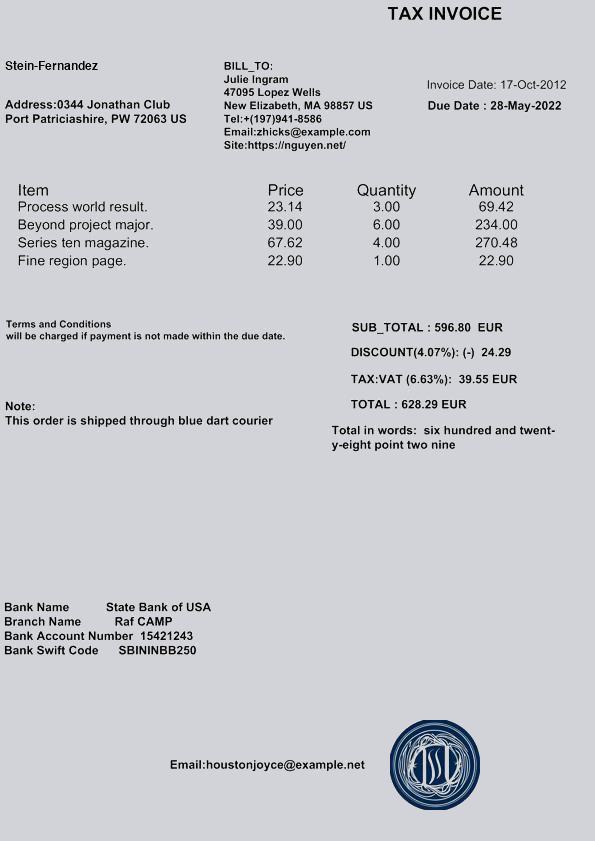 TAX INVOICE
Stein-Fernandez
Address:0344 Jonathan Club
Port Patriciashire, PW 72063 US
BILL_TO:
Julie Ingram
47095 Lopez Wells
New Elizabeth, MA 98857 US
Tel:+(197)941-8586
Email:zhicks@example.com
Site:https://nguyen.net/
Invoice Date: 17-Oct-2012
Due Date : 28-May-2022
Item Price Quantity Amount
Process world result. 23.14 3.00 69.42
Beyond project major. 39.00 6.00 234.00
Series ten magazine. 67.62 4.00 270.48
Fine region page. 22.90 1.00 22.90
Terms and Conditions
will be charged if payment is not made within the due date.
SUB_TOTAL : 596.80 EUR
DISCOUNT(4.07%): (-) 24.29
TAX:VAT (6.63%): 39.55 EUR
TOTAL : 628.29 EUR
Total in words: six hundred and twent-
y-eight point two nine
Note:
This order is shipped through blue dart courier
Bank Name State Bank of USA
Branch Name Raf CAMP
Bank Account Number 15421243
Bank Swift Code SBININBB250
Email:houstonjoyce@example.net